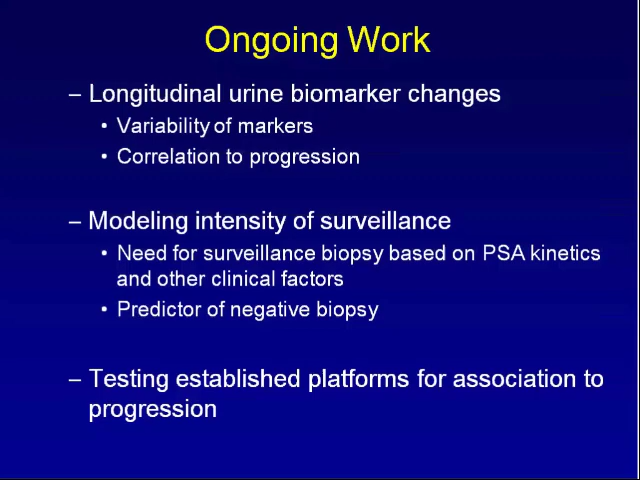 Ongoing Work
– Longitudinal urine biomarker changes
• Variability of markers
• Correlation to progression
– Modeling intensity of surveillance
• Need for surveillance biopsy based on PSA kinetics
and other clinical factors
• Predictor of negative biopsy
– Testing established platforms for association to
progression